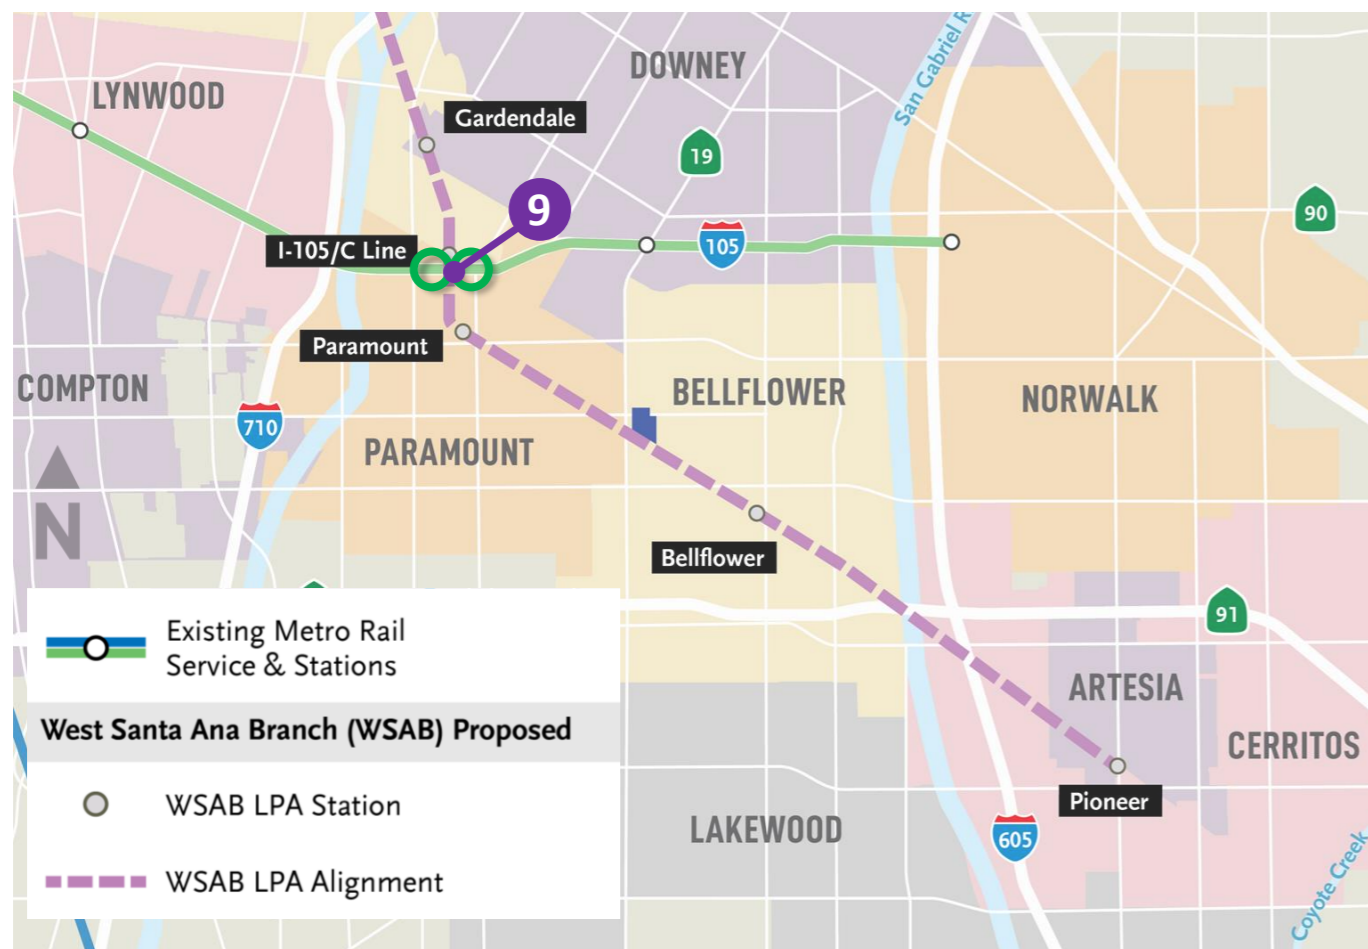 DOWNEY
LYNWOOD
San Gabriel R
Gardendale
19
9
90
I-105/C Line
105
Paramount
COMPTON
BELLFLOWER
NORWALK
710
PARAMOUNT
N
Bellflower
91
Existing Metro Rail
Service & Stations
West Santa Ana Branch (WSAB) Proposed
WSAB LPA Station
WSAB LPA Alignment
ARTESIA
CERRITOS
Pioneer
LAKEWOOD
605
Coyote Creek